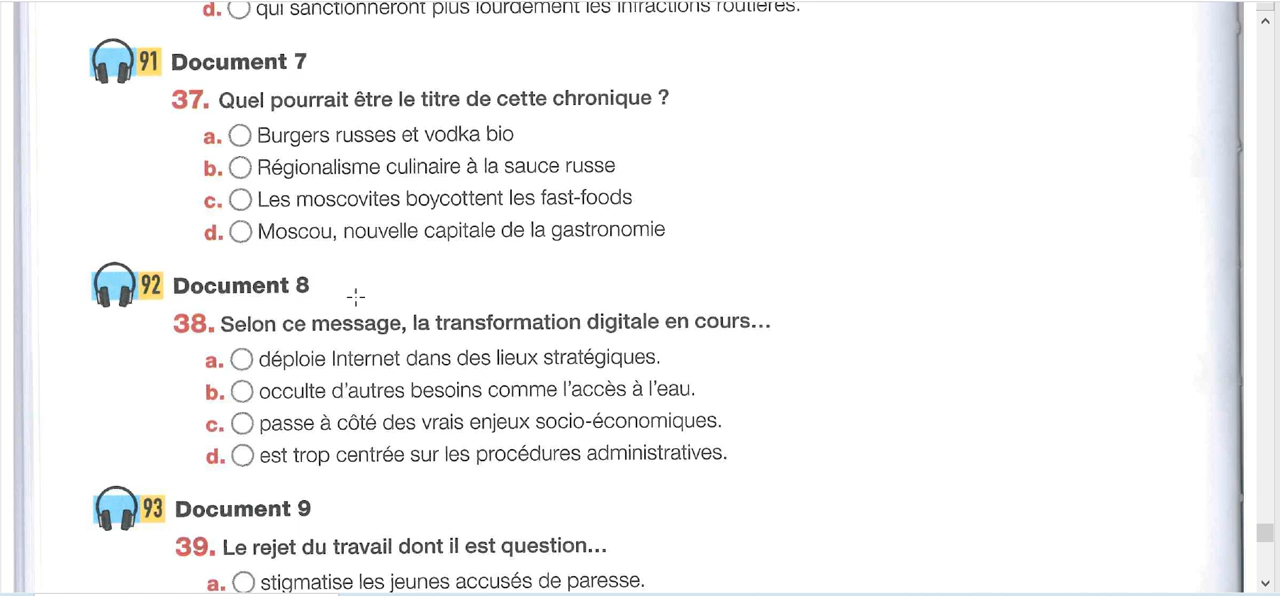 d. qui sanctionneront plus lourdement les infractions routières.
91 Document 7
37. Quel pourrait être le titre de cette chronique ?
a. Burgers russes et vodka bio
b. Régionalisme culinaire à la sauce russe
c. Les moscovites boycottent les fast-foods
d. Moscou, nouvelle capitale de la gastronomie
92 Document 8
38. Selon ce message, la transformation digitale en cours...
a. déploie Internet dans des lieux stratégiques.
b. occulte d'autres besoins comme l'accès à l'eau.
c. passe à côté des vrais enjeux socio-économiques.
d. est trop centrée sur les procédures administratives.
93 Document 9
39. Le rejet du travail dont il est question...
a. stigmatise les jeunes accusés de paresse.